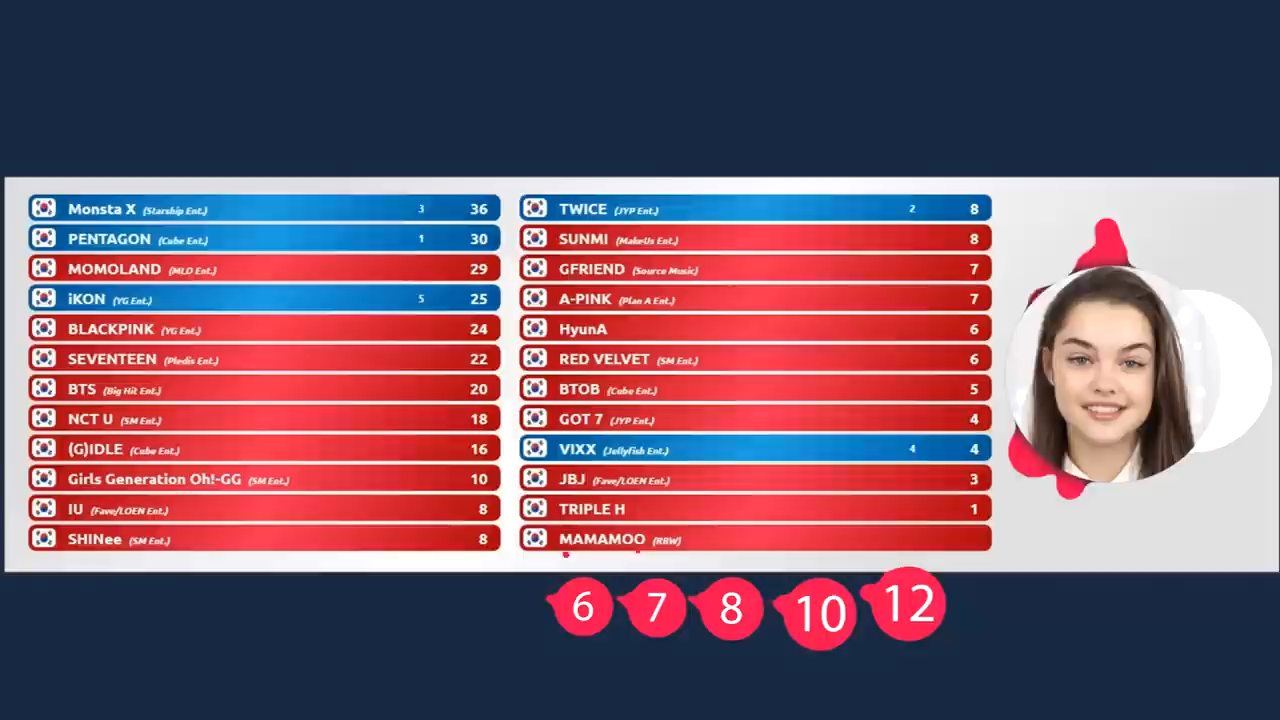 Monsta X (Starship Ent.) 3 36
PENTAGON (Cube Ent.) 1 30
MOMOLAND (MLD Ent.) 29
iKON (YG Ent.) 5 25
BLACKPINK (YG Ent.) 24
SEVENTEEN (Pledis Ent.) 22
BTS (Big Hit Ent.) 20
NCT U (SM Ent.) 18
(G)IDLE (Cube Ent.) 16
Girls Generation Oh!-GG (SM Ent.) 10
IU (Fave/LOEN Ent.) 8
SHINee (SM Ent.) 8
TWICE (JYP Ent.) 2 8
SUNMI (MakeUs Ent.) 8
GFRIEND (Source Music) 7
A-PINK (Plan A Ent.) 7
HyunA 6
RED VELVET (SM Ent.) 6
BTOB (Cube Ent.) 5
GOT 7 (JYP Ent.) 4
VIXX (Jellyfish Ent.) 4 4
JBJ (Fave/LOEN Ent.) 3
TRIPLE H 1
MAMAMOO (RBW)
6 7 8 10 12